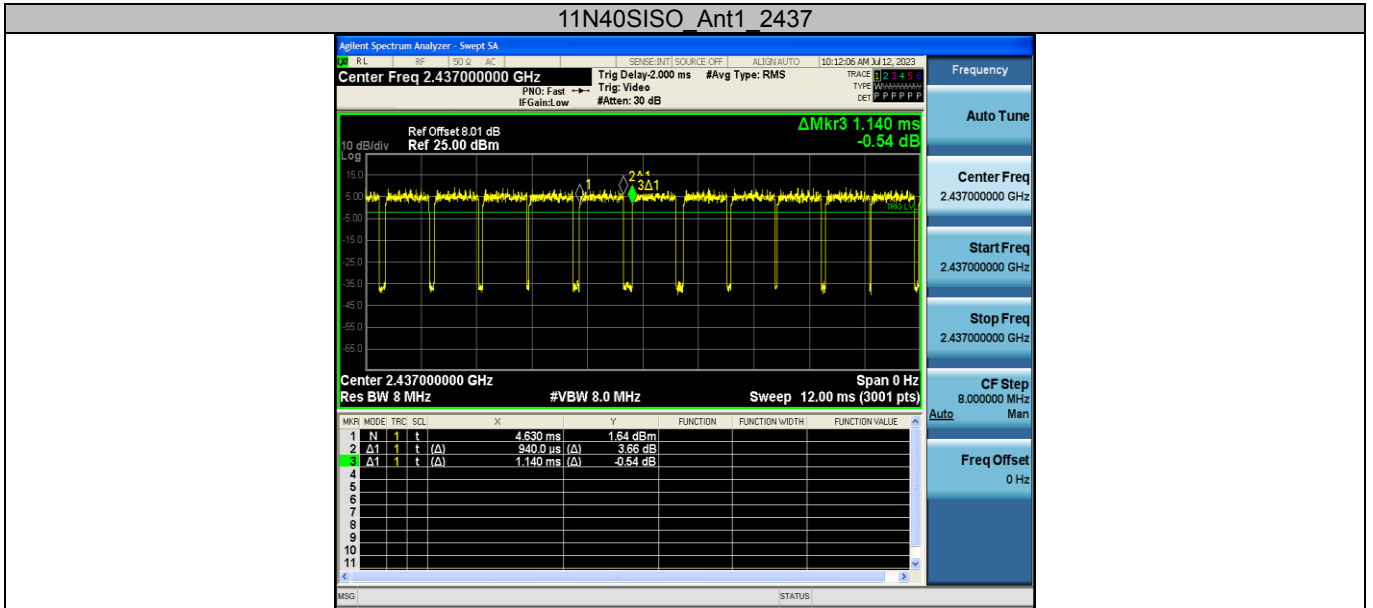 11N40SISO_Ant1_2437
Agilent Spectrum Analyzer - Swept SA
RL RF 50 Ω AC SENSE:INT SOURCE OFF ALIGN AUTO 10:12:06 AM Jul 12, 2023
Center Freq 2.437000000 GHz
PNO: Fast
IFGain:Low
Trig Delay-2.000 ms #Avg Type: RMS
Trig: Video
#Atten: 30 dB
TRACE 1 2 3 4 5 6
TYPE
DET P P P P P P
ΔMkr3 1.140 ms
-0.54 dB
Ref Offset 8.01 dB
10 dB/div Ref 25.00 dBm
Log
15.0
5.00
-5.00
-15.0
-25.0
-35.0
-45.0
-55.0
-65.0
1
2Δ1
3Δ1
TRIG LVL
Center 2.437000000 GHz Span 0 Hz
Res BW 8 MHz #VBW 8.0 MHz Sweep 12.00 ms (3001 pts)
MKR MODE TRC SCL X Y FUNCTION FUNCTION WIDTH FUNCTION VALUE
1 N 1 t 4.630 ms 1.64 dBm
2 Δ1 1 t (Δ) 940.0 µs (Δ) 3.66 dB
3 Δ1 1 t (Δ) 1.140 ms (Δ) -0.54 dB
4
5
6
7
8
9
10
11
MSG STATUS
Frequency
Auto Tune
Center Freq
2.437000000 GHz
Start Freq
2.437000000 GHz
Stop Freq
2.437000000 GHz
CF Step
8.000000 MHz
Auto Man
Freq Offset
0 Hz